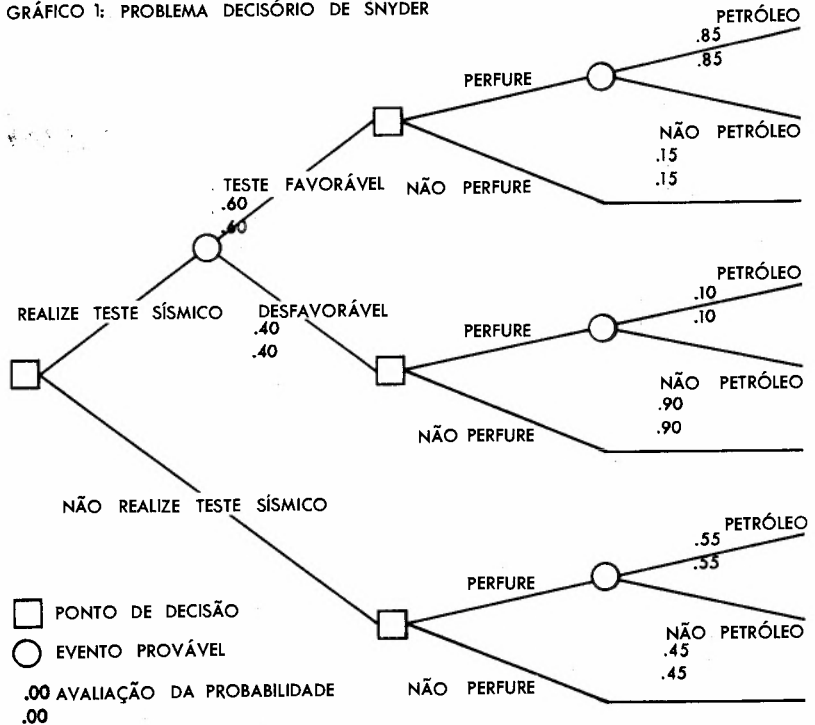 GRÁFICO 1: PROBLEMA DECISÓRIO DE SNYDER
PETRÓLEO
.85
.85
PERFURE
NÃO PETRÓLEO
.15
.15
TESTE FAVORÁVEL
.60
.60
NÃO PERFURE
REALIZE TESTE SÍSMICO
DESFAVORÁVEL
.40
.40
PETRÓLEO
.10
.10
PERFURE
NÃO PETRÓLEO
.90
.90
NÃO PERFURE
NÃO REALIZE TESTE SÍSMICO
PETRÓLEO
.55
.55
PERFURE
NÃO PETRÓLEO
.45
.45
NÃO PERFURE
PONTO DE DECISÃO
EVENTO PROVÁVEL
.00 AVALIAÇÃO DA PROBABILIDADE
.00